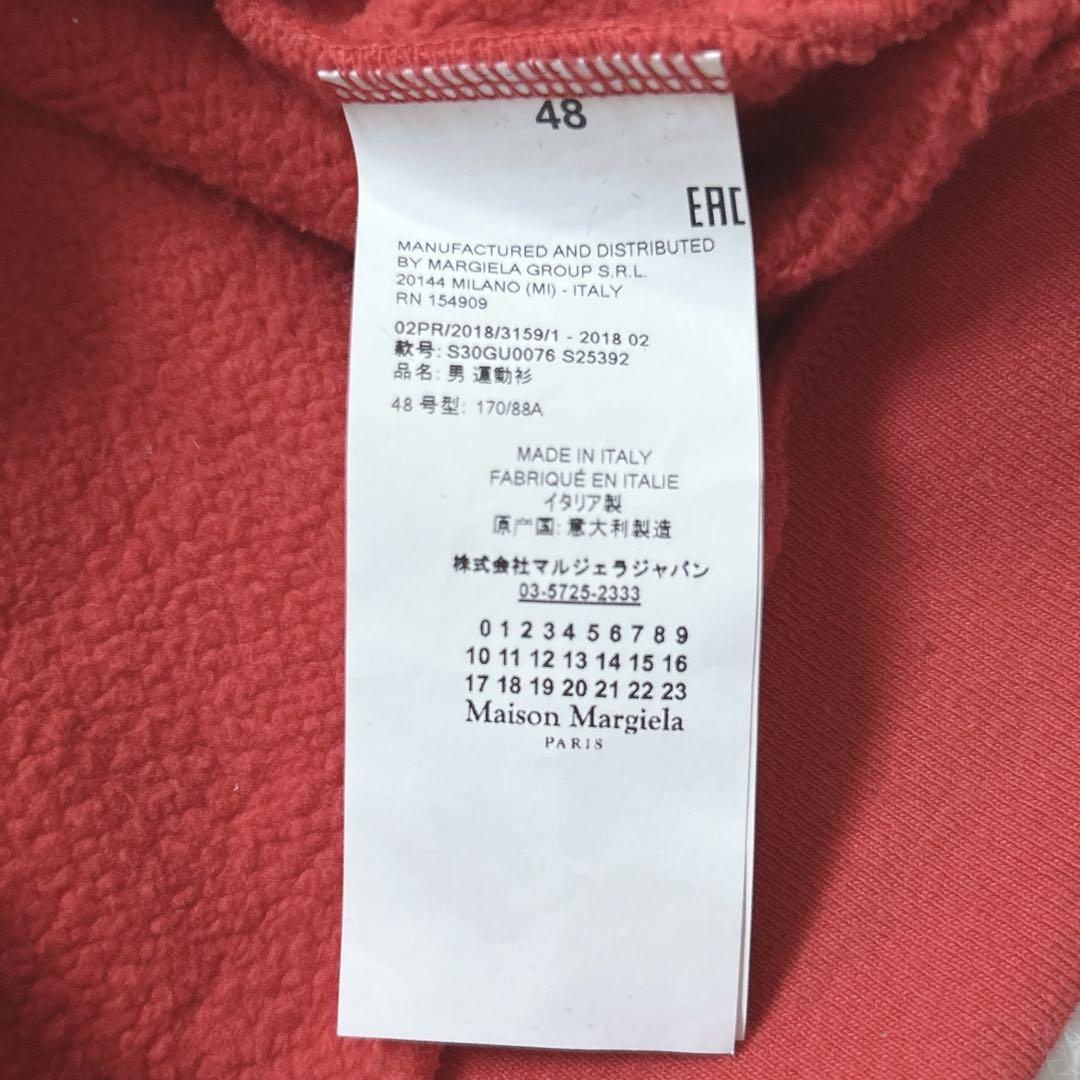 48
EAC
MANUFACTURED AND DISTRIBUTED
BY MARGIELA GROUP S.R.L.
20144 MILANO (MI) - ITALY
RN 154909
02PR/2018/3159/1 - 2018 02
款号: S30GU0076 S25392
品名: 男 運動衫
48 号型: 170/88A
MADE IN ITALY
FABRIQUÉ EN ITALIE
イタリア製
原产国: 意大利製造
株式会社マルジェラジャパン
03-5725-2333
0 1 2 3 4 5 6 7 8 9
10 11 12 13 14 15 16
17 18 19 20 21 22 23
Maison Margiela
PARIS